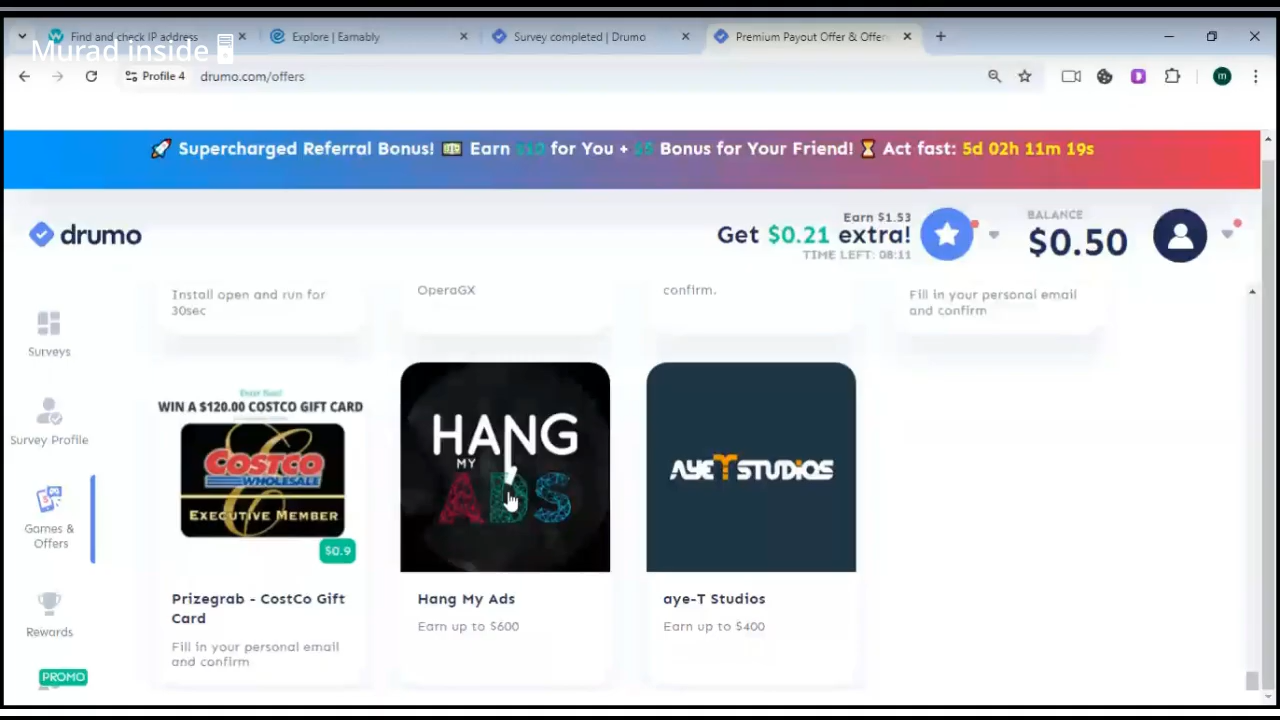 Find and check IP address
Explore | Earnably
Survey completed | Drumo
Premium Payout Offer & Offer
Murad inside
Profile 4
drumo.com/offers
m
Supercharged Referral Bonus! Earn $10 for You + $5 Bonus for Your Friend! Act fast: 5d 02h 11m 19s
drumo
Earn $1.53
Get $0.21 extra!
TIME LEFT: 08:11
BALANCE
$0.50
Install open and run for
30sec
OperaGX
confirm.
Fill in your personal email
and confirm
Surveys
Survey Profile
Games &
Offers
Rewards
PROMO
WIN A $120.00 COSTCO GIFT CARD
COSTCO
WHOLESALE
EXECUTIVE MEMBER
$0.9
Prizegrab - CostCo Gift
Card
Fill in your personal email
and confirm
HANG
MY
ADS
Hang My Ads
Earn up to $600
AYE T STUDIOS
aye-T Studios
Earn up to $400